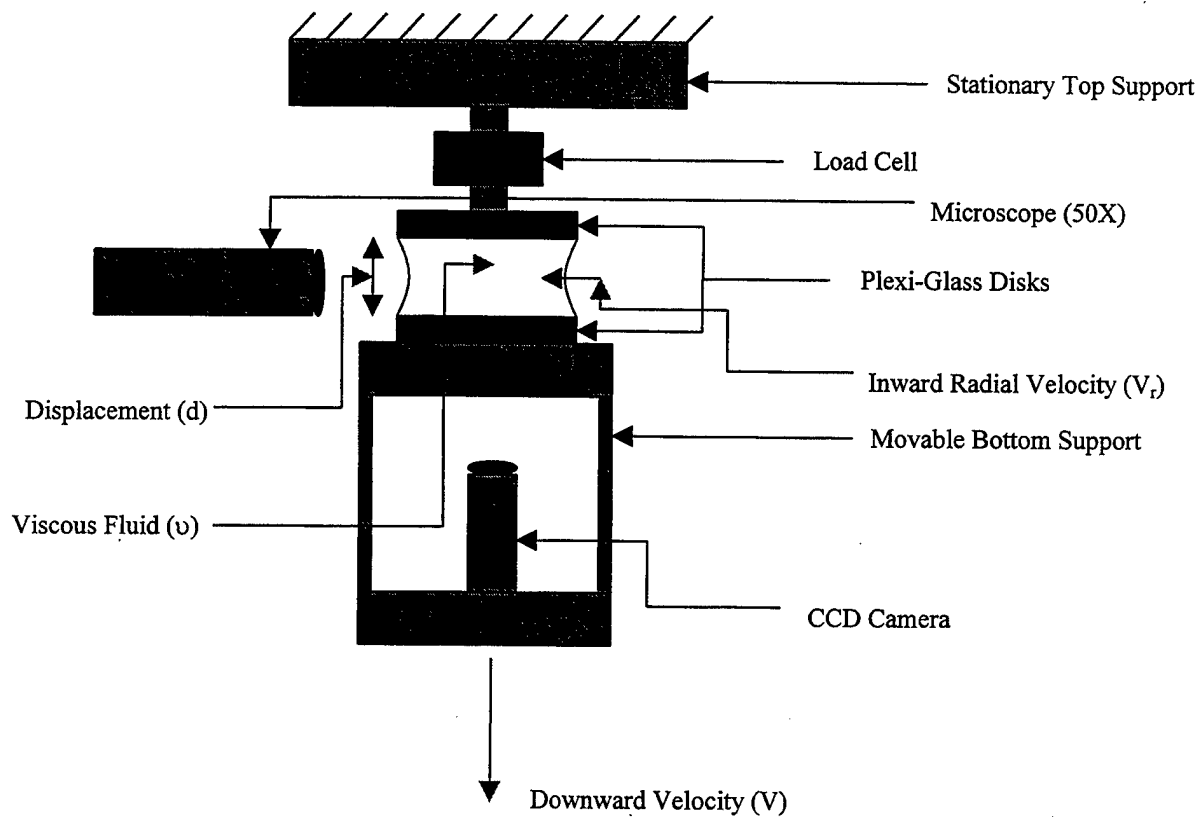 Stationary Top Support
Load Cell
Microscope (50X)
Plexi-Glass Disks
Inward Radial Velocity (Vr)
Displacement (d)
Movable Bottom Support
Viscous Fluid (υ)
CCD Camera
Downward Velocity (V)